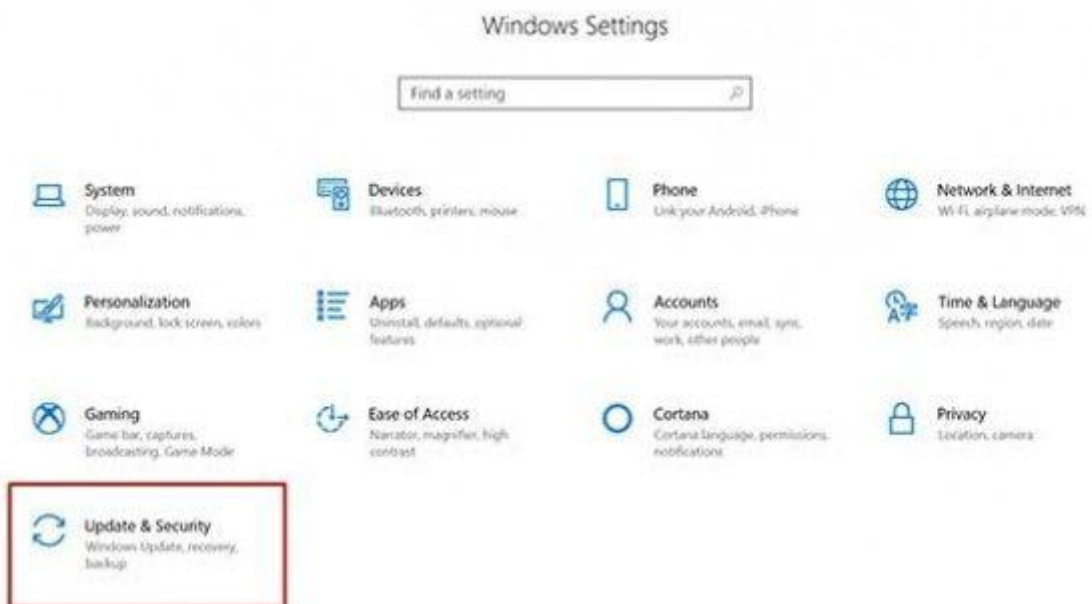 Windows Settings
Find a setting
System
Display, sound, notifications,
power
Devices
Bluetooth, printers, mouse
Phone
Link your Android, iPhone
Network & Internet
Wi-Fi, airplane mode, VPN
Personalization
Background, lock screen, colors
Apps
Uninstall, defaults, optional
features
Accounts
Your accounts, email, sync,
work, other people
Time & Language
Speech, region, date
Gaming
Game bar, captures,
broadcasting, Game Mode
Ease of Access
Narrator, magnifier, high
contrast
Cortana
Cortana language, permissions,
notifications
Privacy
Location, camera
Update & Security
Windows Update, recovery,
backup